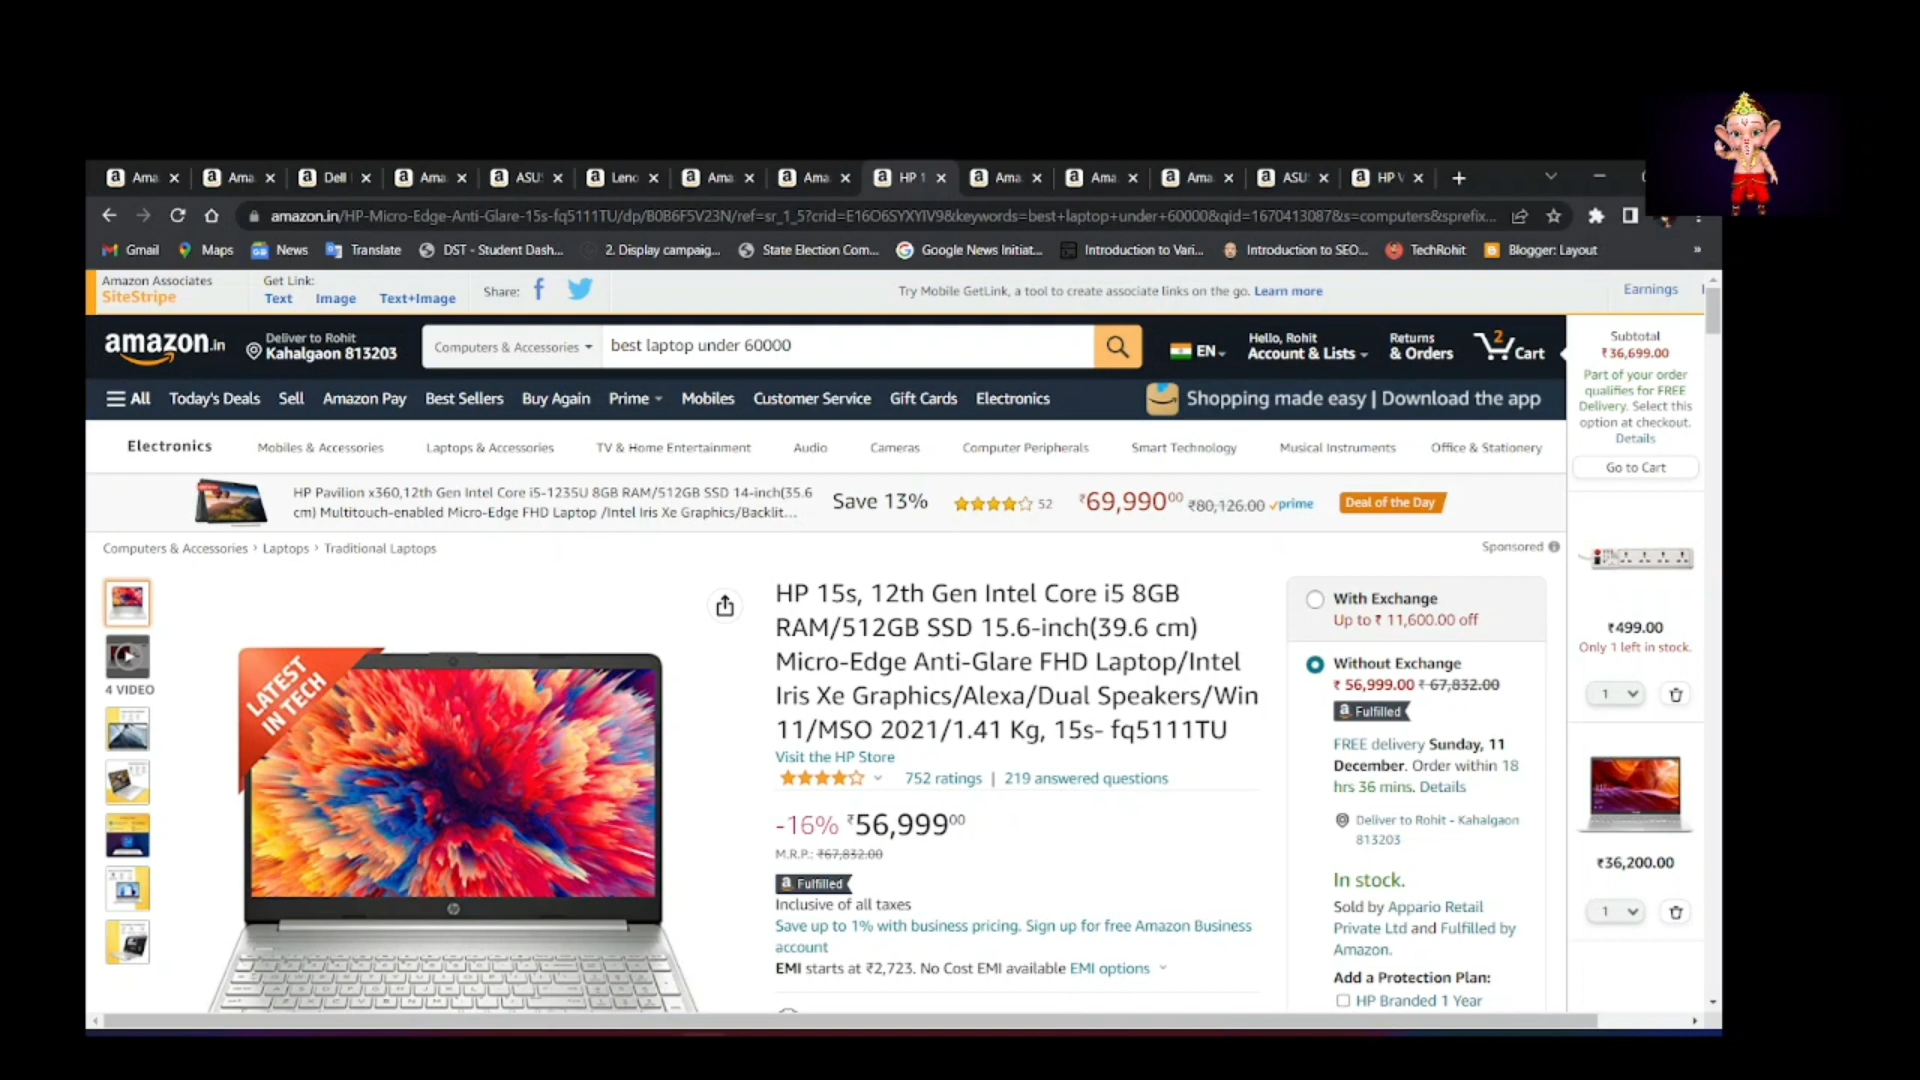 Ama
Ama
Dell
Ama
ASU
Leno
Ama
Ama
HP 1
Ama
Ama
Ama
ASU
HP V
amazon.in/HP-Micro-Edge-Anti-Glare-15s-fq5111TU/dp/B0B6F5V23N/ref=sr_1_5?crid=E16O6SYXYIV9&keywords=best+laptop+under+60000&qid=1670413087&s=computers&sprefix...
Gmail Maps News Translate DST - Student Dash... 2. Display campaig... State Election Com... Google News Initiat... Introduction to Vari... Introduction to SEO... TechRohit Blogger: Layout »
Amazon Associates
SiteStripe
Get Link:
Text Image Text+Image
Share:
Try Mobile GetLink, a tool to create associate links on the go. Learn more
Earnings
amazon.in
Deliver to Rohit
Kahalgaon 813203
Computers & Accessories
best laptop under 60000
EN
Hello, Rohit
Account & Lists
Returns
& Orders
2
Cart
All Today's Deals Sell Amazon Pay Best Sellers Buy Again Prime Mobiles Customer Service Gift Cards Electronics
Shopping made easy | Download the app
Electronics Mobiles & Accessories Laptops & Accessories TV & Home Entertainment Audio Cameras Computer Peripherals Smart Technology Musical Instruments Office & Stationery
HP Pavilion x360,12th Gen Intel Core i5-1235U 8GB RAM/512GB SSD 14-inch(35.6
cm) Multitouch-enabled Micro-Edge FHD Laptop /Intel Iris Xe Graphics/Backlit...
Save 13%
52
₹69,99000 ₹80,126.00 prime
Deal of the Day
Computers & Accessories › Laptops › Traditional Laptops
Sponsored
4 VIDEO
LATEST
IN TECH
HP 15s, 12th Gen Intel Core i5 8GB
RAM/512GB SSD 15.6-inch(39.6 cm)
Micro-Edge Anti-Glare FHD Laptop/Intel
Iris Xe Graphics/Alexa/Dual Speakers/Win
11/MSO 2021/1.41 Kg, 15s- fq5111TU
Visit the HP Store
752 ratings | 219 answered questions
-16% ₹56,99900
M.R.P.: ₹67,832.00
a Fulfilled
Inclusive of all taxes
Save up to 1% with business pricing. Sign up for free Amazon Business
account
EMI starts at ₹2,723. No Cost EMI available EMI options
With Exchange
Up to ₹ 11,600.00 off
Without Exchange
₹ 56,999.00 ₹ 67,832.00
a Fulfilled
FREE delivery Sunday, 11
December. Order within 18
hrs 36 mins. Details
Deliver to Rohit - Kahalgaon
813203
In stock.
Sold by Appario Retail
Private Ltd and Fulfilled by
Amazon.
Add a Protection Plan:
HP Branded 1 Year
Subtotal
₹36,699.00
Part of your order
qualifies for FREE
Delivery. Select this
option at checkout.
Details
Go to Cart
₹499.00
Only 1 left in stock.
1
₹36,200.00
1